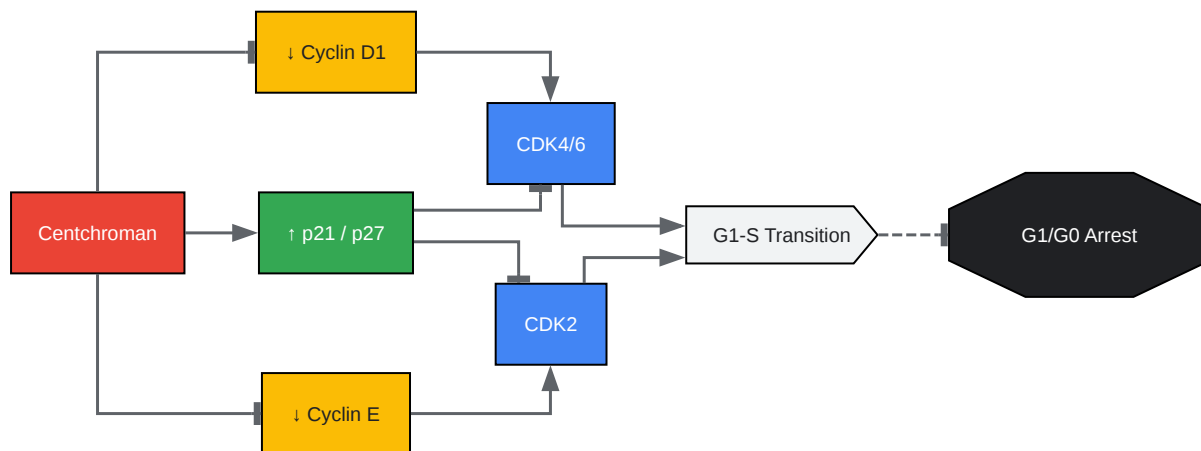 ↓ Cyclin D1
CDK4/6
Centchroman
↑ p21 / p27
G1-S Transition
G1/G0 Arrest
CDK2
↓ Cyclin E